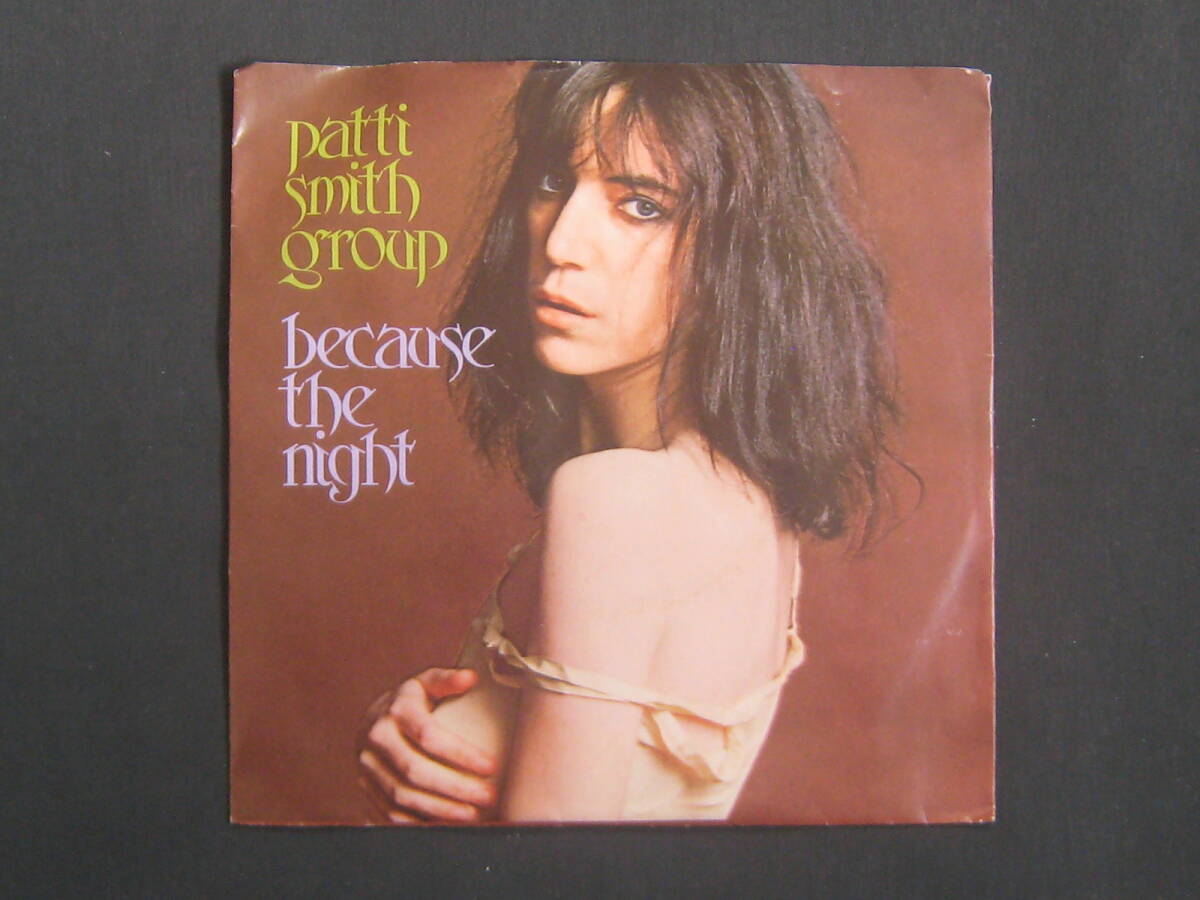 patti
smith
group
because
the
night